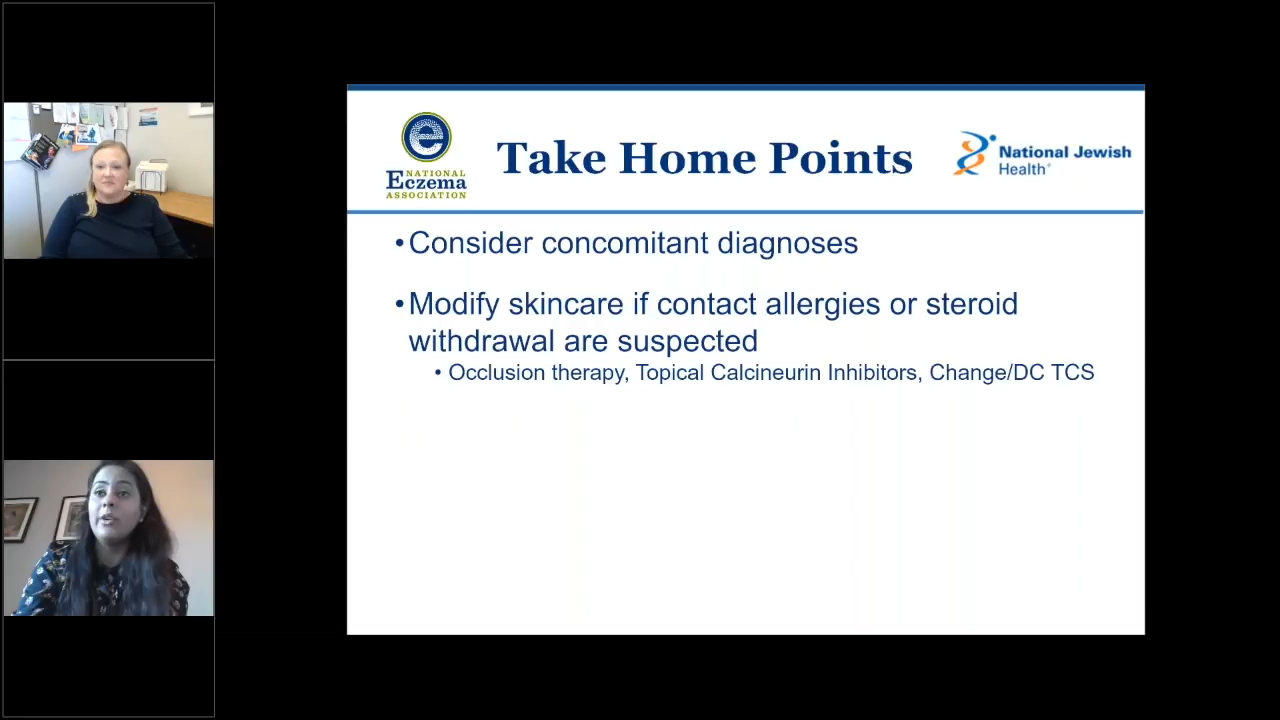 NATIONAL
Eczema
ASSOCIATION
Take Home Points
National Jewish
Health®
•Consider concomitant diagnoses
•Modify skincare if contact allergies or steroid
withdrawal are suspected
• Occlusion therapy, Topical Calcineurin Inhibitors, Change/DC TCS